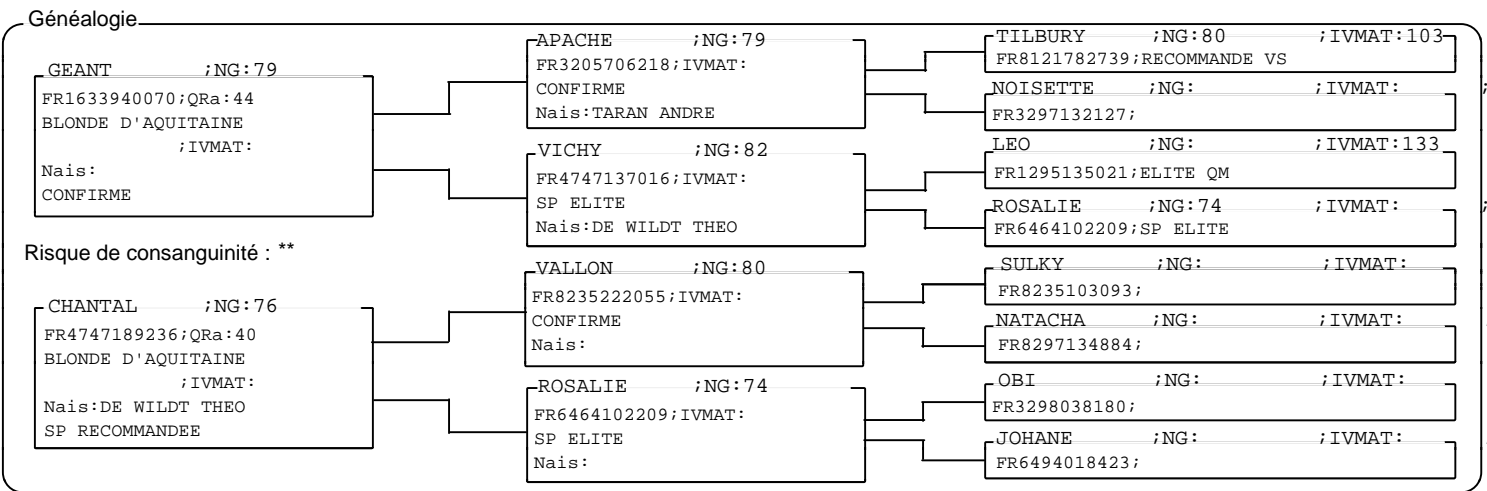 Généalogie
GEANT ;NG:79
FR1633940070;QRa:44
BLONDE D'AQUITAINE
;IVMAT:
Nais:
CONFIRME
APACHE ;NG:79
FR3205706218;IVMAT:
CONFIRME
Nais:TARAN ANDRE
TILBURY ;NG:80 ;IVMAT:103
FR8121782739;RECOMMANDE VS
NOISETTE ;NG: ;IVMAT: ;
FR3297132127;
VICHY ;NG:82
FR4747137016;IVMAT:
SP ELITE
Nais:DE WILDT THEO
LEO ;NG: ;IVMAT:133
FR1295135021;ELITE QM
ROSALIE ;NG:74 ;IVMAT: ;
FR6464102209;SP ELITE
Risque de consanguinité : **
CHANTAL ;NG:76
FR4747189236;QRa:40
BLONDE D'AQUITAINE
;IVMAT:
Nais:DE WILDT THEO
SP RECOMMANDEE
VALLON ;NG:80
FR8235222055;IVMAT:
CONFIRME
Nais:
SULKY ;NG: ;IVMAT:
FR8235103093;
NATACHA ;NG: ;IVMAT:
FR8297134884;
ROSALIE ;NG:74
FR6464102209;IVMAT:
SP ELITE
Nais:
OBI ;NG: ;IVMAT:
FR3298038180;
JOHANE ;NG: ;IVMAT:
FR6494018423;